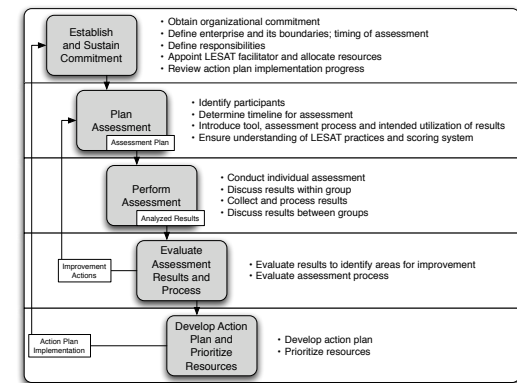 Establish
and Sustain
Commitment
• Obtain organizational commitment
• Define enterprise and its boundaries; timing of assessment
• Define responsibilities
• Appoint LESAT facilitator and allocate resources
• Review action plan implementation progress
Plan
Assessment
Assessment Plan
• Identify participants
• Determine timeline for assessment
• Introduce tool, assessment process and intended utilization of results
• Ensure understanding of LESAT practices and scoring system
Perform
Assessment
Analyzed Results
• Conduct individual assessment
• Discuss results within group
• Collect and process results
• Discuss results between groups
Improvement
Actions
Evaluate
Assessment
Results and
Process
• Evaluate results to identify areas for improvement
• Evaluate assessment process
Action Plan
Implementation
Develop Action
Plan and
Prioritize
Resources
• Develop action plan
• Prioritize resources